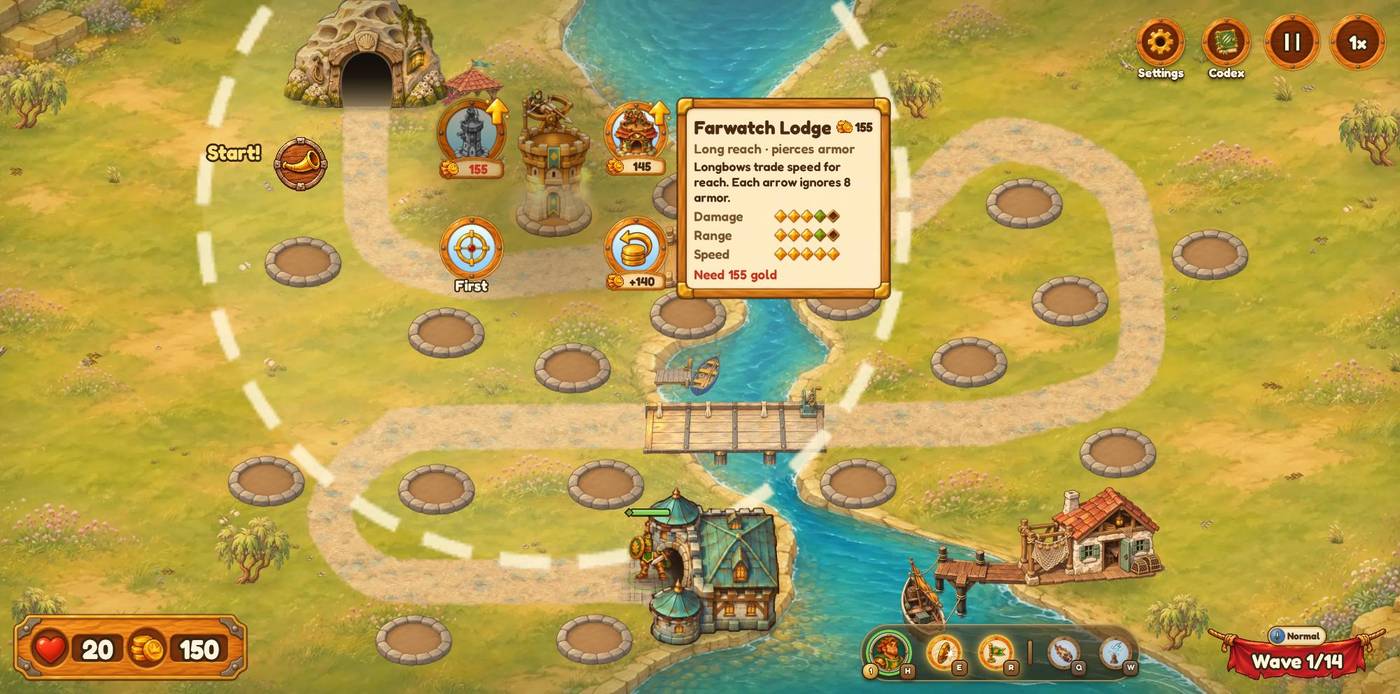 Settings
Codex
1x
Start!
155
145
First
+140
Farwatch Lodge 155
Long reach · pierces armor
Longbows trade speed for
reach. Each arrow ignores 8
armor.
Damage
Range
Speed
Need 155 gold
20
150
1
H
E
R
Q
W
Normal
Wave 1/14